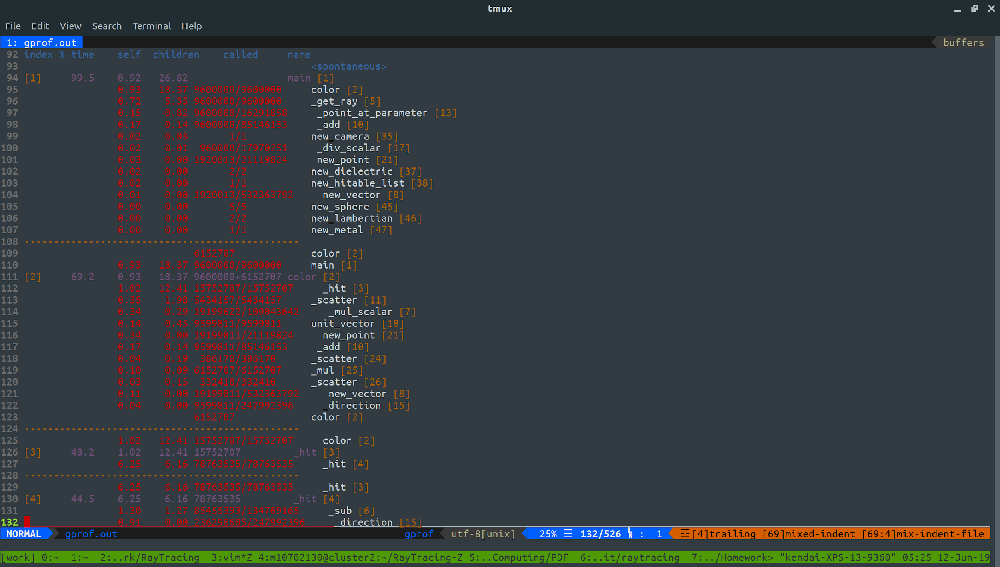 tmux
File Edit View Search Terminal Help
1: gprof.out buffers
92 index % time    self  children    called     name
93                                                  <spontaneous>
94 [1]     99.5    0.92   26.82                 main [1]
95                 0.93   18.37 9600000/9600000     color [2]
96                 0.72    5.35 9600000/9600000     _get_ray [5]
97                 0.15    0.82 9600000/16291858     _point_at_parameter [13]
98                 0.17    0.14 9600000/85146153     _add [10]
99                 0.02    0.03       1/1           new_camera [35]
100                 0.02    0.01  960000/17970251     _div_scalar [17]
101                 0.03    0.00 1920013/21119824     new_point [21]
102                 0.02    0.00       2/2           new_dielectric [37]
103                 0.02    0.00       1/1           new_hitable_list [38]
104                 0.01    0.00 1920013/532363792     new_vector [8]
105                 0.00    0.00       5/5           new_sphere [45]
106                 0.00    0.00       2/2           new_lambertian [46]
107                 0.00    0.00       1/1           new_metal [47]
108 -----------------------------------------------
109                              6152707             color [2]
110                 0.93   18.37 9600000/9600000     main [1]
111 [2]     69.2    0.93   18.37 9600000+6152707 color [2]
112                 1.02   12.41 15752707/15752707     _hit [3]
113                 0.35    1.98 5434157/5434157     _scatter [11]
114                 0.34    0.29 19199622/109043642     _mul_scalar [7]
115                 0.14    0.45 9599811/9599811     unit_vector [18]
116                 0.34    0.00 19199811/21119824     new_point [21]
117                 0.17    0.14 9599811/85146153     _add [10]
118                 0.04    0.19  386170/386170      _scatter [24]
119                 0.10    0.09 6152707/6152707     _mul [25]
120                 0.03    0.15  332410/332410      _scatter [26]
121                 0.11    0.00 19199811/532363792     new_vector [8]
122                 0.04    0.00 9599811/247992396     _direction [15]
123                              6152707             color [2]
124 -----------------------------------------------
125                 1.02   12.41 15752707/15752707     color [2]
126 [3]     48.2    1.02   12.41 15752707         _hit [3]
127                 6.25    6.16 78763535/78763535     _hit [4]
128 -----------------------------------------------
129                 6.25    6.16 78763535/78763535     _hit [3]
130 [4]     44.5    6.25    6.16 78763535         _hit [4]
131                 1.30    1.27 85455393/134769165     _sub [6]
132                 0.91    0.00 236290605/247992396     _direction [15]
NORMAL gprof.out gprof utf-8[unix] 25% ☰ 132/526 ㏑ : 1 ☲[4]trailing [69]mixed-indent [69:4]mix-indent-file
[work] 0:~ 1:~ 2:..rk/RayTracing 3:vim*Z 4:m10702130@cluster2:~/RayTracing-Z 5:..Computing/PDF 6:..it/raytracing 7:../Homework> "kendai-XPS-13-9360" 05:25 12-Jun-19